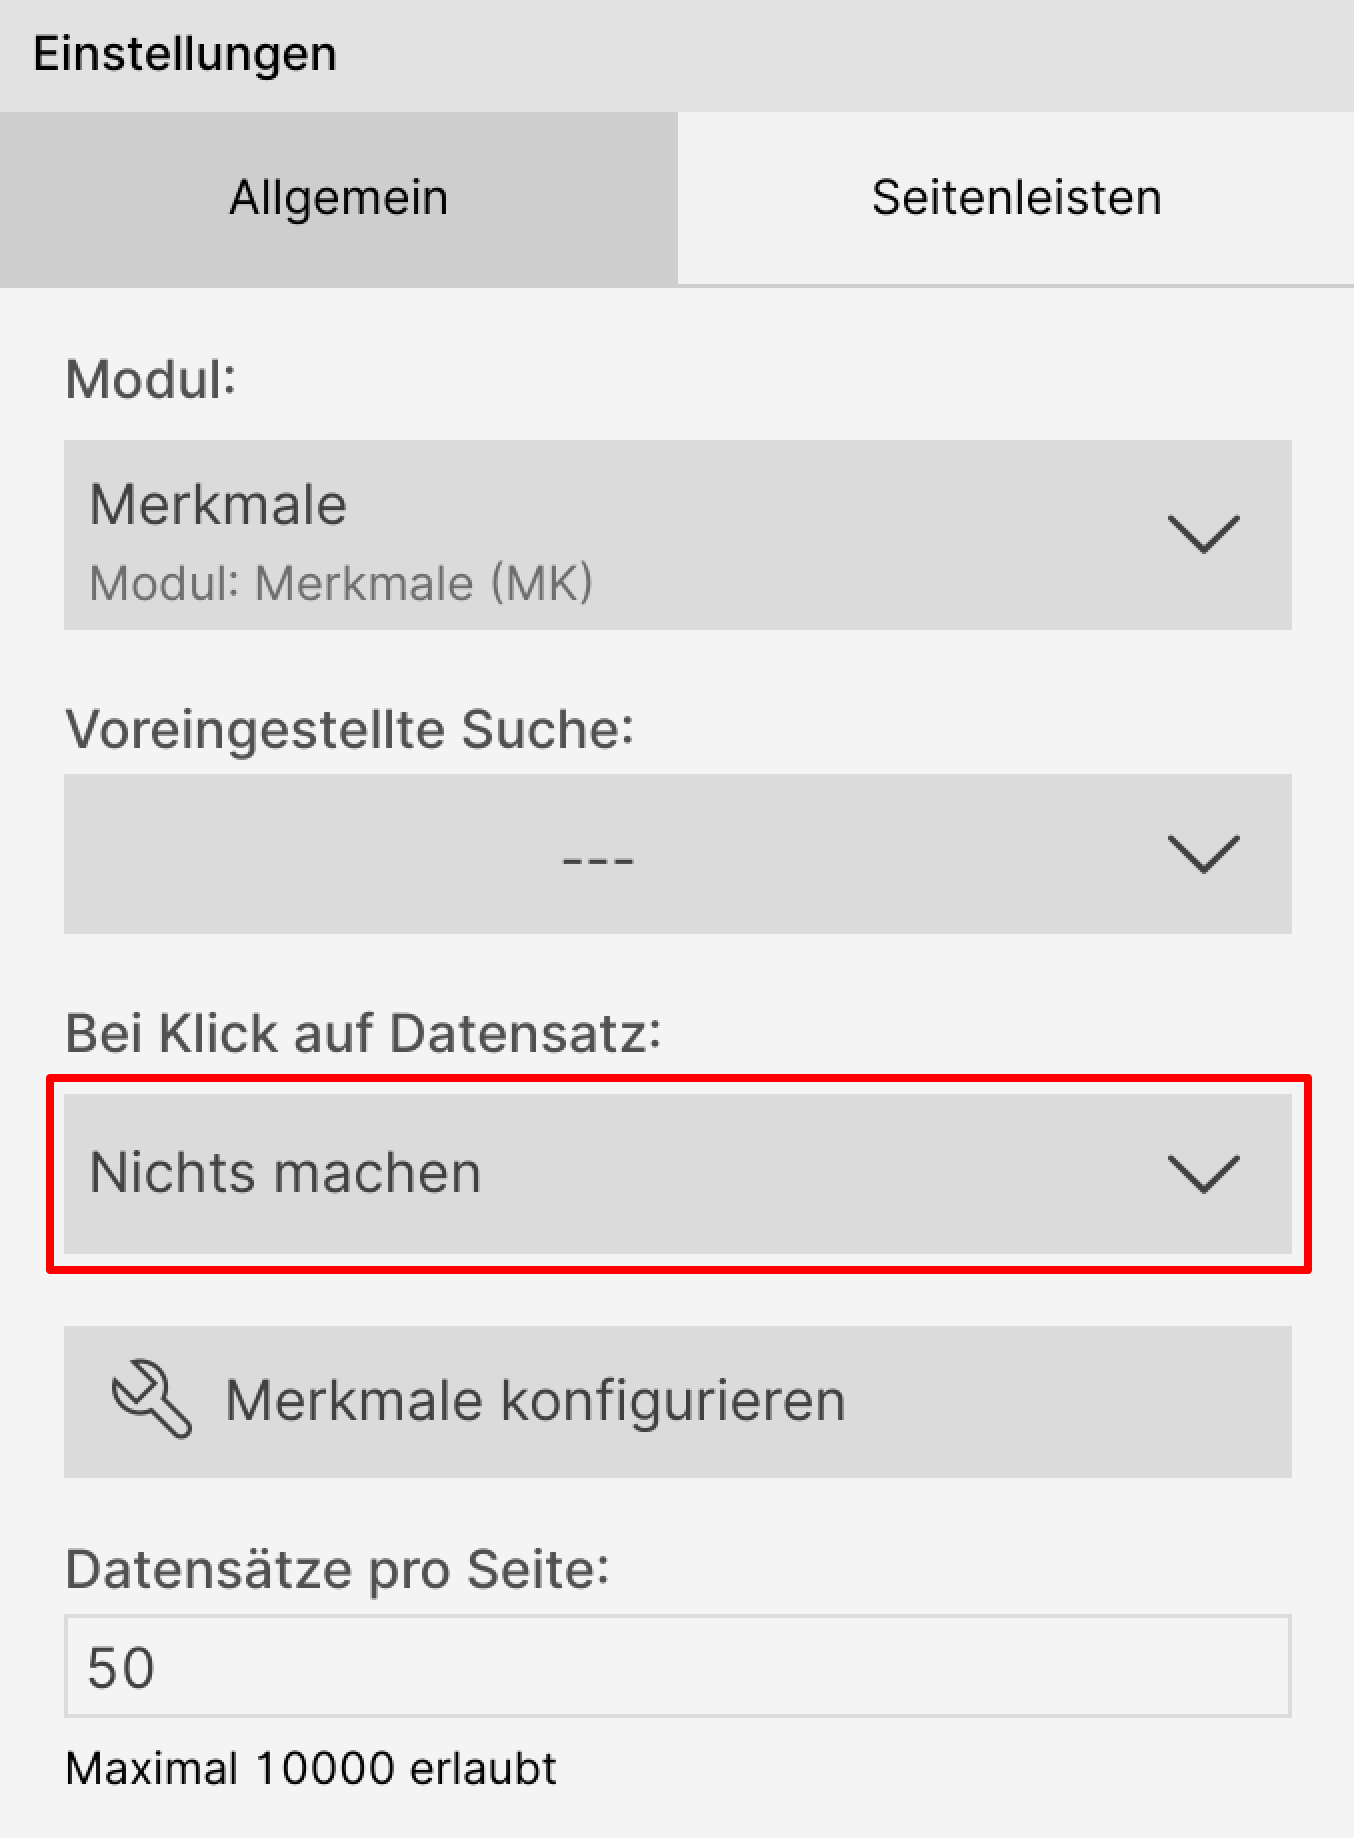 Einstellungen
Allgemein
Seitenleisten
Modul:
Merkmale
Modul: Merkmale (MK)
Voreingestellte Suche:
---
Bei Klick auf Datensatz:
Nichts machen
Merkmale konfigurieren
Datensätze pro Seite:
50
Maximal 10000 erlaubt